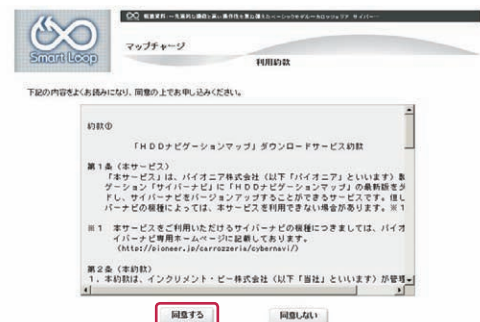 Smart Loop
マップチャージ
利用約款
下記の内容をよくお読みになり、同意の上でお申し込みください。
約款①
「ＨＤＤナビゲーションマップ」ダウンロードサービス約款
第１条（本サービス）
「本サービス」は、パイオニア株式会社（以下「パイオニア」といいます）製
ゲーション「サイバーナビ」に「ＨＤＤナビゲーションマップ」の最新版をダ
ドし、サイバーナビをバージョンアップすることができるサービスです。但し
バーナビの機種によっては、本サービスを利用できない場合があります。※１
※１　本サービスをご利用いただけるサイバーナビの機種につきましては、パイオ
イバーナビ専用ホームページに記載しております。
（http://pioneer.jp/carrozzeria/cybernavi/）
第２条（本約款）
１．本約款は、インクリメント・ピー株式会社（以下「当社」といいます）が管理
同意する
同意しない